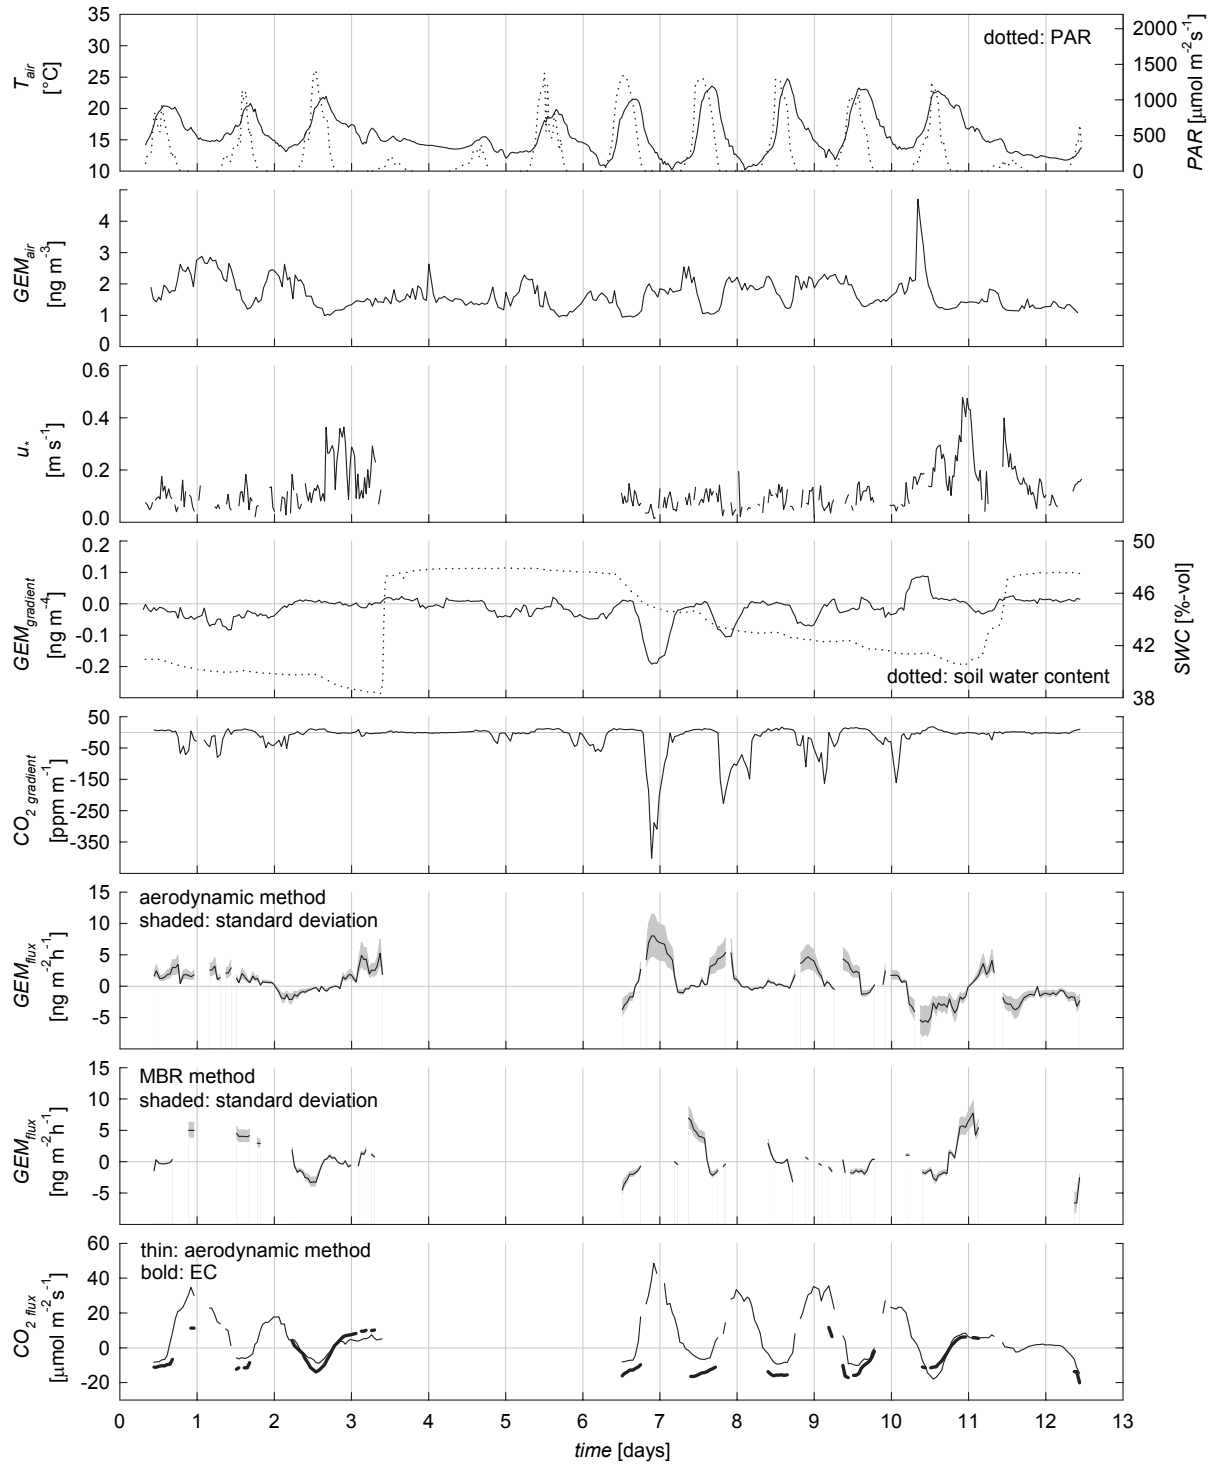 35
30
25
20
15
10
T_air
[°C]
dotted: PAR
2000
1500
1000
500
0
PAR [µmol m⁻²s⁻¹]
4
3
2
1
0
GEM_air
[ng m⁻³]
0.6
0.4
0.2
0.0
u_*
[m s⁻¹]
0.2
0.1
0.0
-0.1
-0.2
GEM_gradient
[ng m⁻⁴]
50
46
42
38
SWC [%-vol]
dotted: soil water content
50
-50
-150
-250
-350
CO₂ gradient
[ppm m⁻¹]
15
10
5
0
-5
GEM_flux
[ng m⁻²h⁻¹]
aerodynamic method
shaded: standard deviation
15
10
5
0
-5
GEM_flux
[ng m⁻²h⁻¹]
MBR method
shaded: standard deviation
60
40
20
0
-20
CO₂ flux
[µmol m⁻²s⁻¹]
thin: aerodynamic method
bold: EC
0 1 2 3 4 5 6 7 8 9 10 11 12 13
time [days]